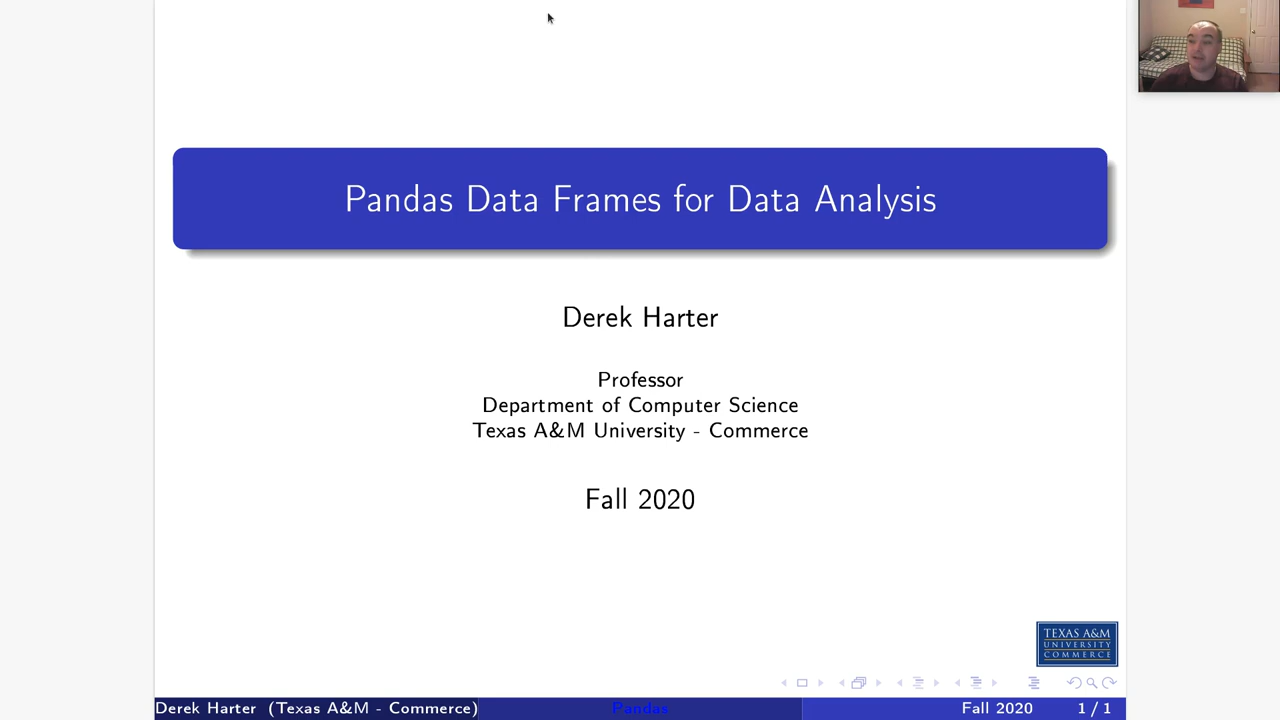 Pandas Data Frames for Data Analysis
Derek Harter
Professor
Department of Computer Science
Texas A&M University - Commerce
Fall 2020
TEXAS A&M
UNIVERSITY
COMMERCE
Derek Harter (Texas A&M - Commerce)
Pandas
Fall 2020
1 / 1